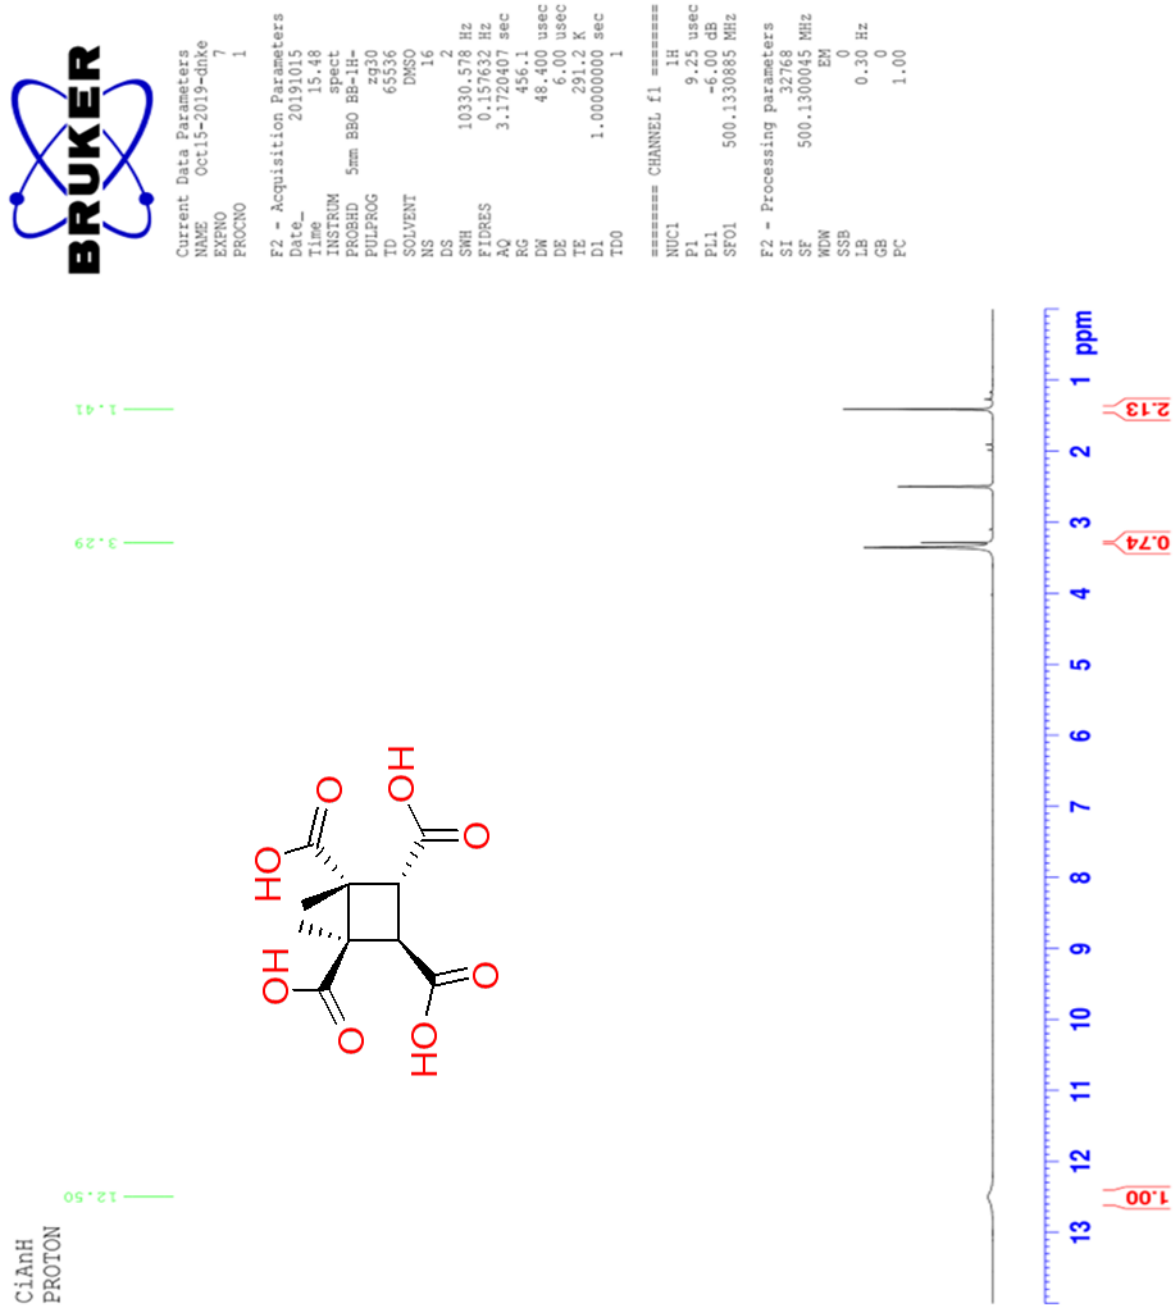 CiAnH
PROTON
BRUKER
Current Data Parameters
NAME Oct15-2019-dnke
EXPNO 7
PROCNO 1
F2 - Acquisition Parameters
Date_ 20191015
Time 15.48
INSTRUM spect
PROBHD 5mm BBO BB-1H-
PULPROG zg30
TD 65536
SOLVENT DMSO
NS 16
DS 2
SWH 10330.578 Hz
FIDRES 0.157632 Hz
AQ 3.1720407 sec
RG 456.1
DW 48.400 usec
DE 6.00 usec
TE 291.2 K
D1 1.00000000 sec
TD0 1
======== CHANNEL f1 ========
NUC1 1H
P1 9.25 usec
PL1 -6.00 dB
SFO1 500.1330885 MHz
F2 - Processing parameters
SI 32768
SF 500.1300045 MHz
WDW EM
SSB 0
LB 0.30 Hz
GB 0
PC 1.00
12.50
3.29
1.41
HO
O
OH
O
OH
O
HO
O
13 12 11 10 9 8 7 6 5 4 3 2 1 ppm
1.00
0.74
2.13